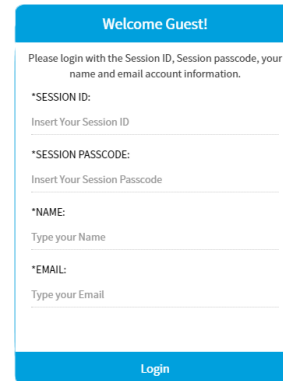 Welcome Guest!
Please login with the Session ID, Session passcode, your
name and email account information.
*SESSION ID:
Insert Your Session ID
*SESSION PASSCODE:
Insert Your Session Passcode
*NAME:
Type your Name
*EMAIL:
Type your Email
Login